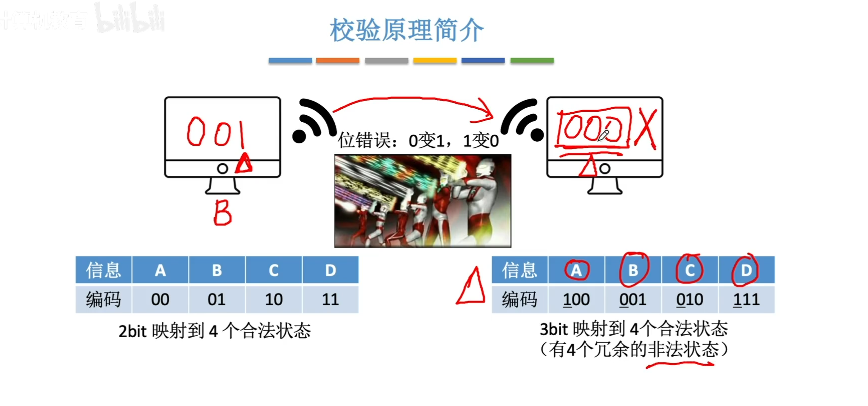 bilibili
校验原理简介
001
位错误：0变1，1变0
000 X
B
信息 A B C D
编码 00 01 10 11
2bit 映射到 4 个合法状态
信息 A B C D
编码 100 001 010 111
3bit 映射到 4个合法状态
（有4个冗余的非法状态）